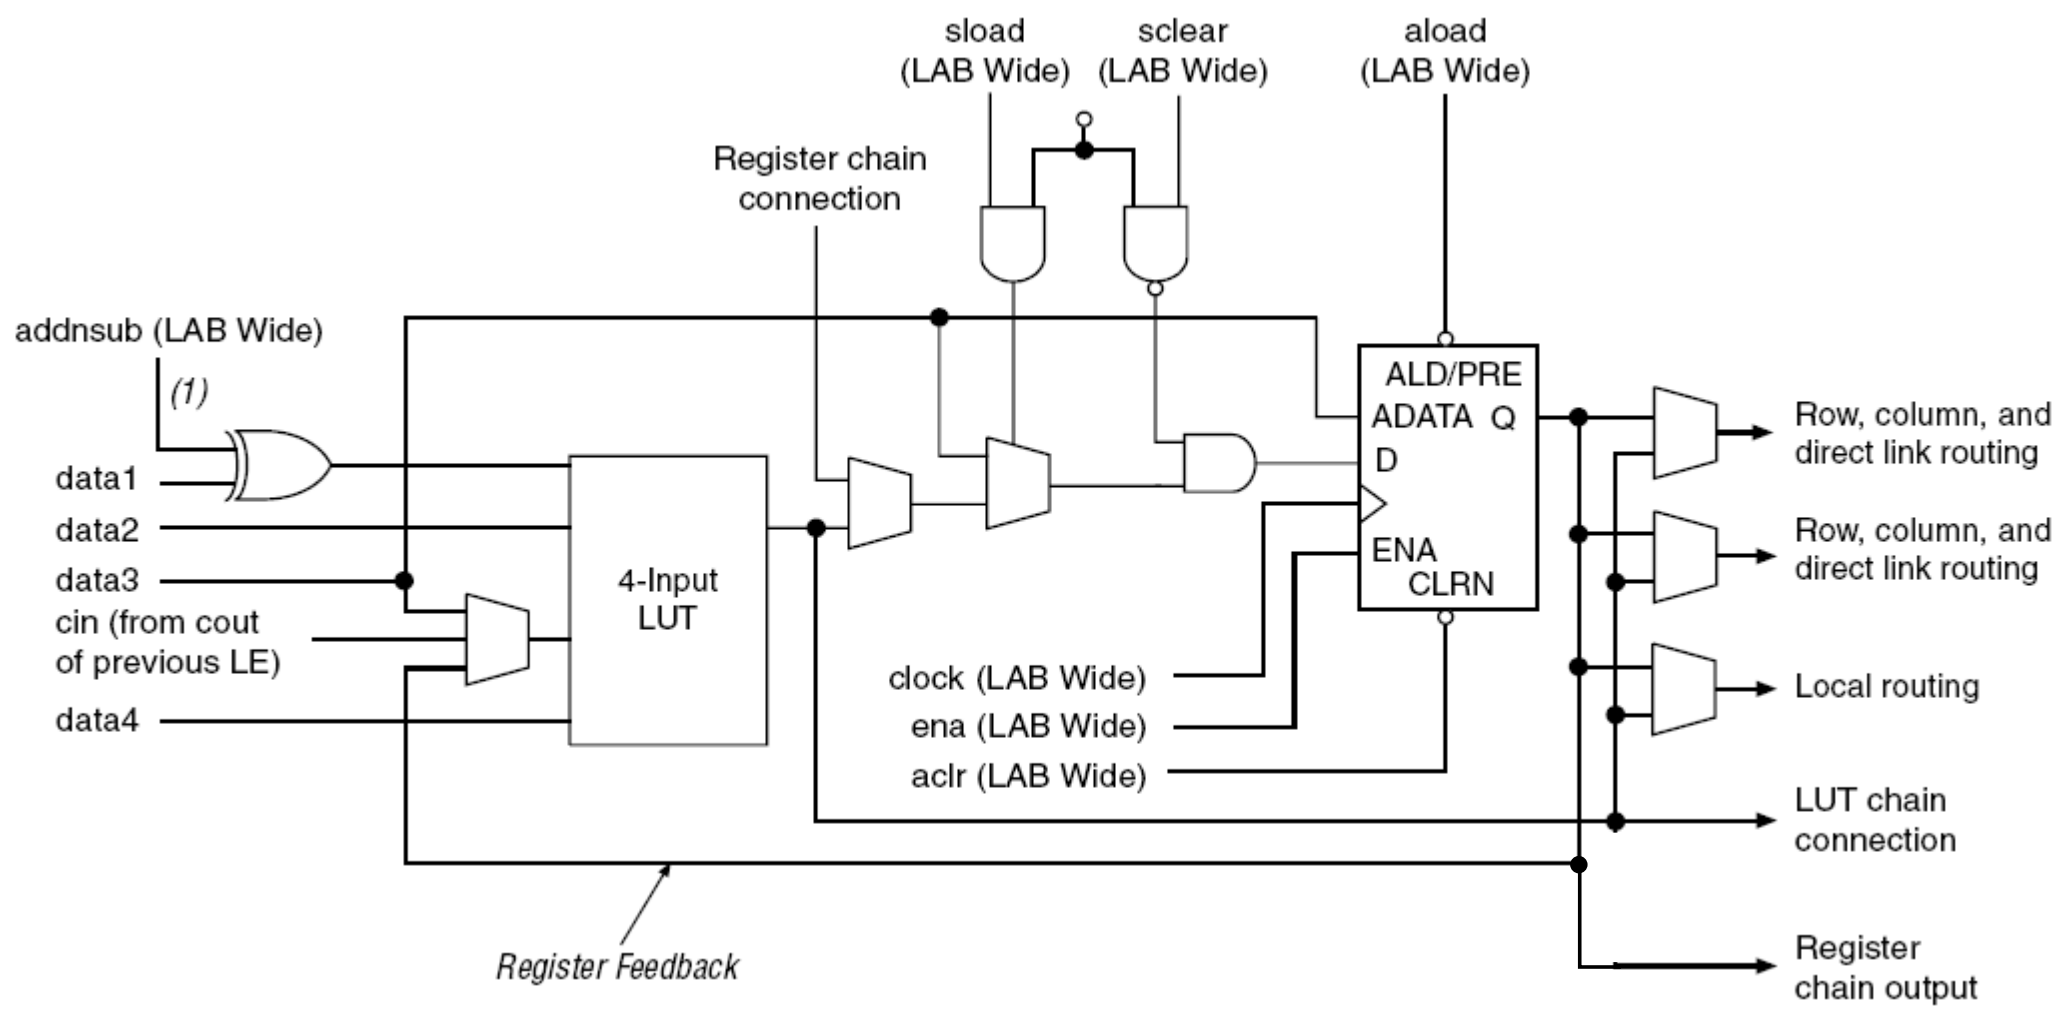 sload
(LAB Wide)
sclear
(LAB Wide)
aload
(LAB Wide)
Register chain
connection
addnsub (LAB Wide)
(1)
data1
data2
data3
cin (from cout
of previous LE)
data4
4-Input
LUT
ALD/PRE
ADATA Q
D
ENA
CLRN
clock (LAB Wide)
ena (LAB Wide)
aclr (LAB Wide)
Row, column, and
direct link routing
Row, column, and
direct link routing
Local routing
LUT chain
connection
Register
chain output
Register Feedback